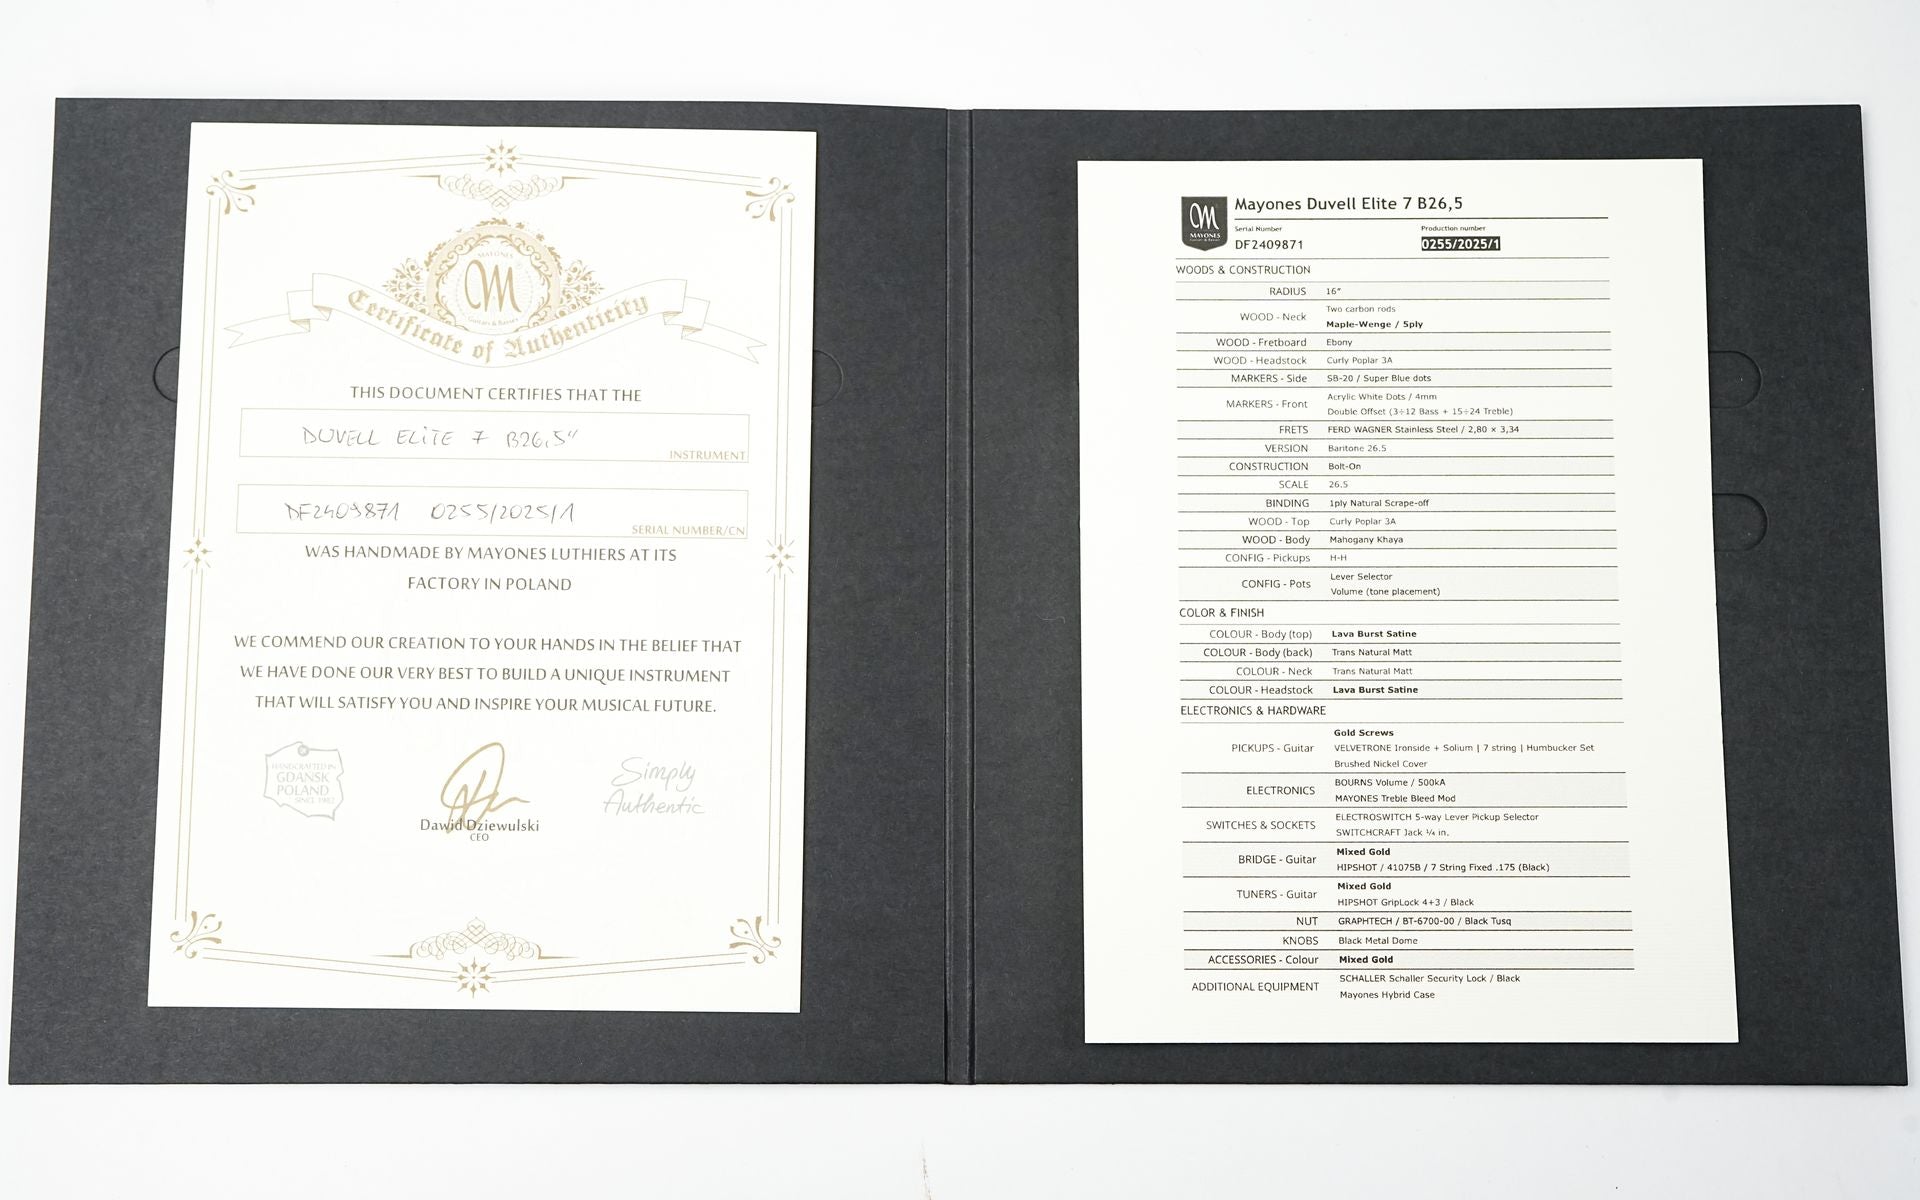 MAYONES
M
Guitars & Basses
Certificate of Authenticity
THIS DOCUMENT CERTIFIES THAT THE
DUVELL ELiTE 7 B26,5"
INSTRUMENT
DF2409871 0255/2025/1
SERIAL NUMBER/CN
WAS HANDMADE BY MAYONES LUTHIERS AT ITS
FACTORY IN POLAND
WE COMMEND OUR CREATION TO YOUR HANDS IN THE BELIEF THAT
WE HAVE DONE OUR VERY BEST TO BUILD A UNIQUE INSTRUMENT
THAT WILL SATISFY YOU AND INSPIRE YOUR MUSICAL FUTURE.
HANDCRAFTED IN
GDAŃSK
POLAND
SINCE 1982
Dawid Dziewulski
CEO
Simply
Authentic
M
MAYONES
Guitars & Basses
Mayones Duvell Elite 7 B26,5
Serial Number Production number
DF2409871 0255/2025/1
WOODS & CONSTRUCTION
RADIUS 16"
WOOD - Neck Two carbon rods
Maple-Wenge / 5ply
WOOD - Fretboard Ebony
WOOD - Headstock Curly Poplar 3A
MARKERS - Side SB-20 / Super Blue dots
MARKERS - Front Acrylic White Dots / 4mm
Double Offset (3÷12 Bass + 15÷24 Treble)
FRETS FERD WAGNER Stainless Steel / 2,80 × 3,34
VERSION Baritone 26.5
CONSTRUCTION Bolt-On
SCALE 26.5
BINDING 1ply Natural Scrape-off
WOOD - Top Curly Poplar 3A
WOOD - Body Mahogany Khaya
CONFIG - Pickups H-H
CONFIG - Pots Lever Selector
Volume (tone placement)
COLOR & FINISH
COLOUR - Body (top) Lava Burst Satine
COLOUR - Body (back) Trans Natural Matt
COLOUR - Neck Trans Natural Matt
COLOUR - Headstock Lava Burst Satine
ELECTRONICS & HARDWARE
PICKUPS - Guitar Gold Screws
VELVETRONE Ironside + Solium | 7 string | Humbucker Set
Brushed Nickel Cover
ELECTRONICS BOURNS Volume / 500kA
MAYONES Treble Bleed Mod
SWITCHES & SOCKETS ELECTROSWITCH 5-way Lever Pickup Selector
SWITCHCRAFT Jack ¼ in.
BRIDGE - Guitar Mixed Gold
HIPSHOT / 41075B / 7 String Fixed .175 (Black)
TUNERS - Guitar Mixed Gold
HIPSHOT GripLock 4+3 / Black
NUT GRAPHTECH / BT-6700-00 / Black Tusq
KNOBS Black Metal Dome
ACCESSORIES - Colour Mixed Gold
ADDITIONAL EQUIPMENT SCHALLER Schaller Security Lock / Black
Mayones Hybrid Case